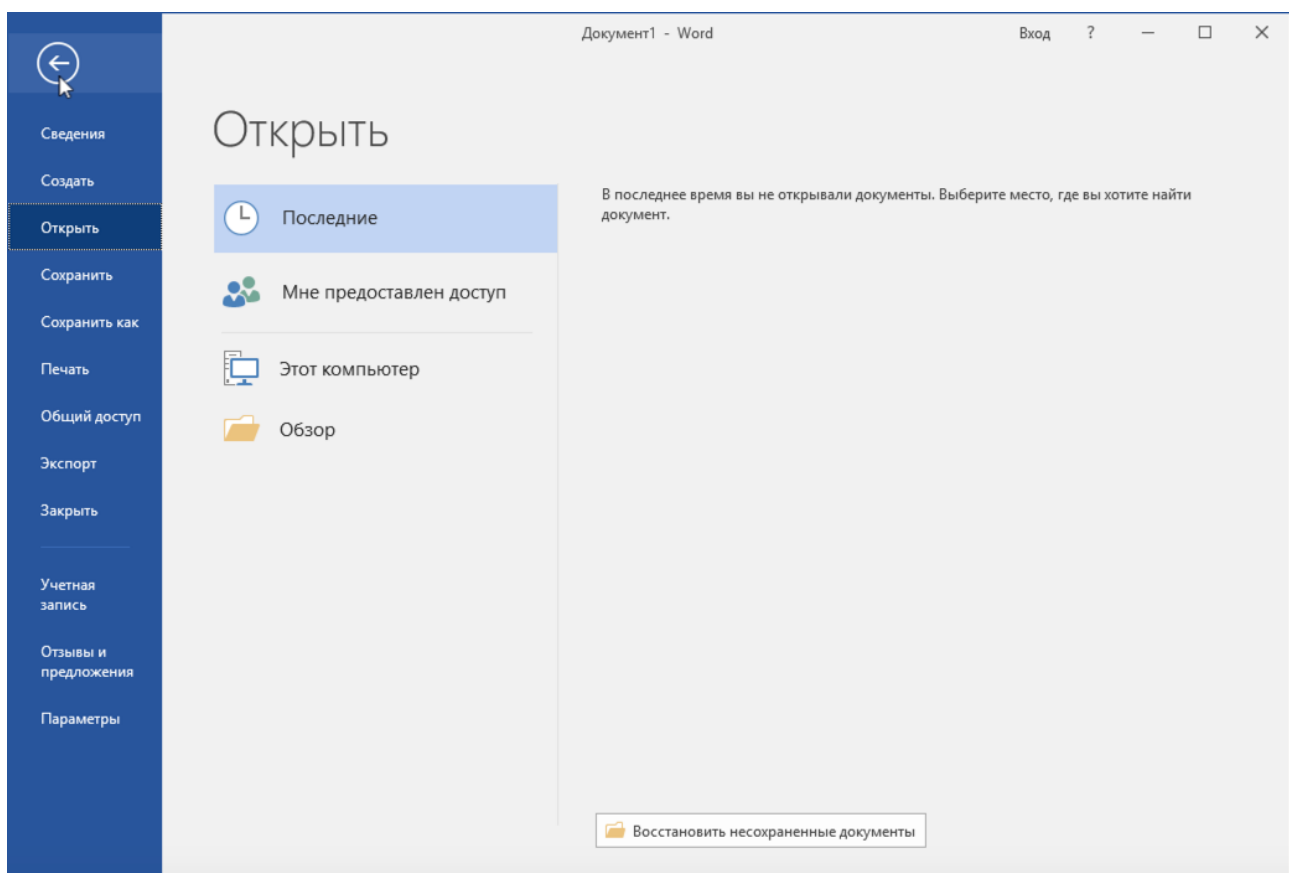 Документ1 - Word
Вход
?
Сведения
Создать
Открыть
Сохранить
Сохранить как
Печать
Общий доступ
Экспорт
Закрыть
Учетная
запись
Отзывы и
предложения
Параметры
Открыть
Последние
Мне предоставлен доступ
Этот компьютер
Обзор
В последнее время вы не открывали документы. Выберите место, где вы хотите найти
документ.
Восстановить несохраненные документы